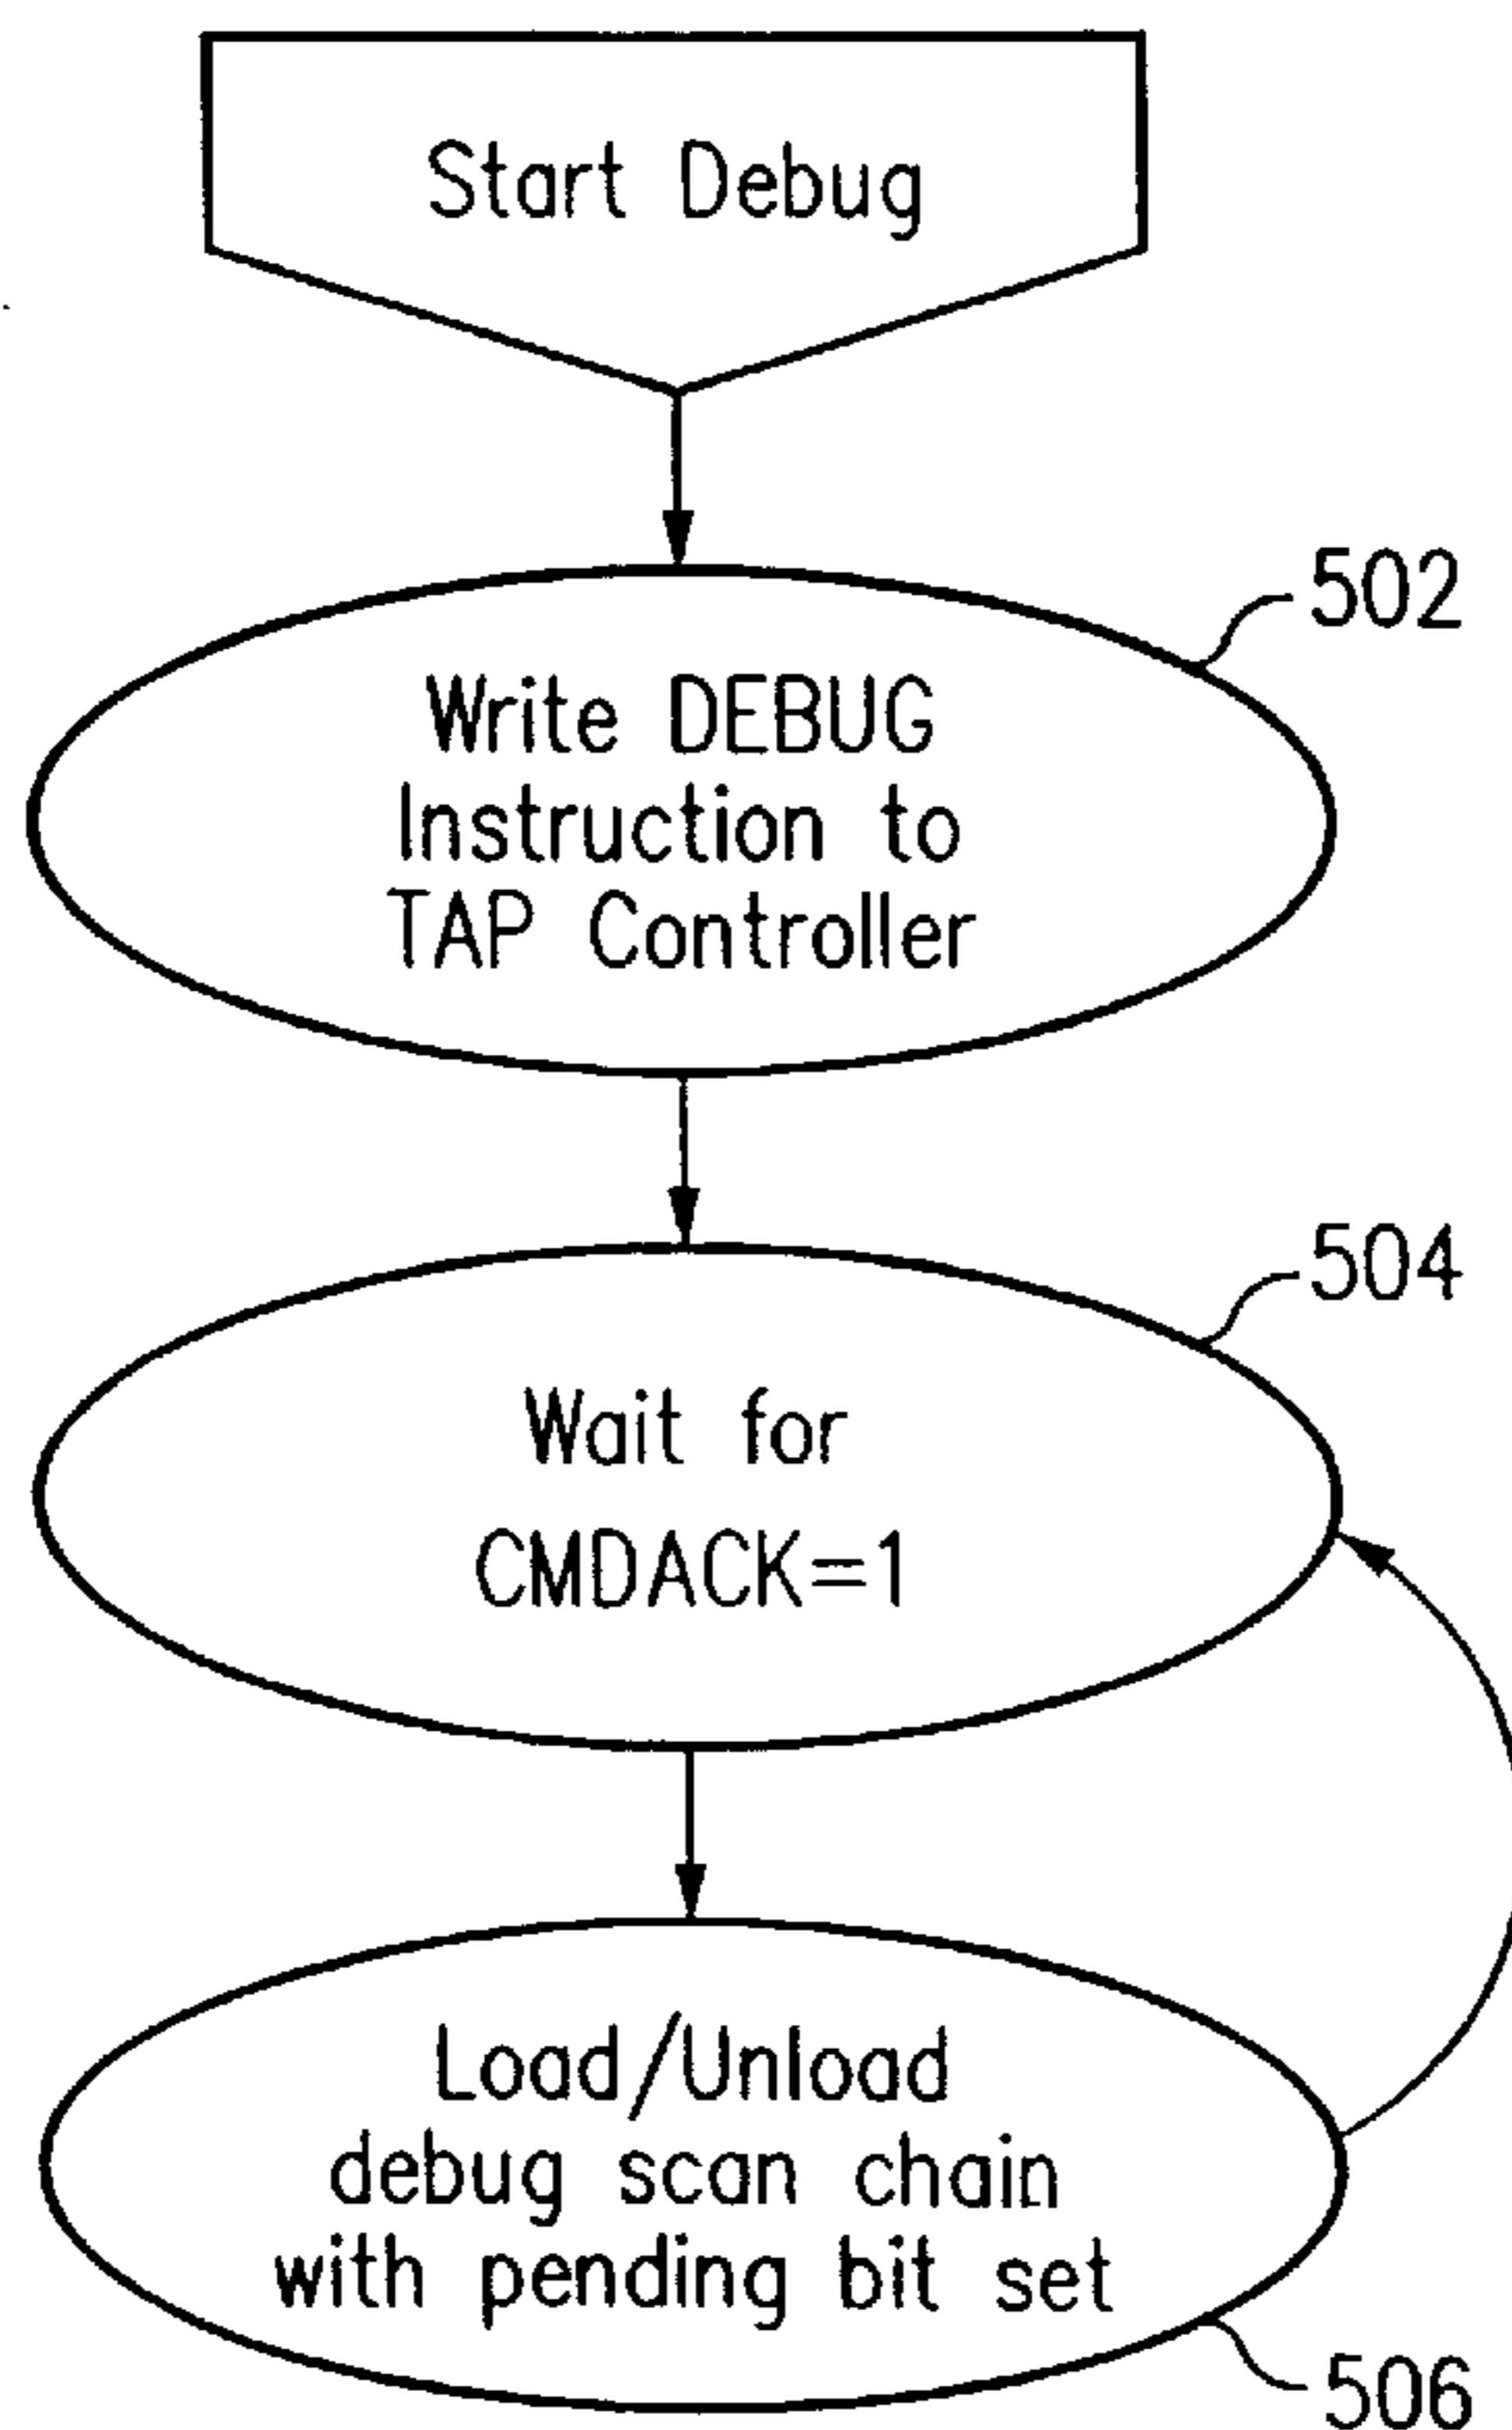 Start Debug
502
Write DEBUG
Instruction to
TAP Controller
504
Wait for
CMDACK=1
Load/Unload
debug scan chain
with pending bit set
506